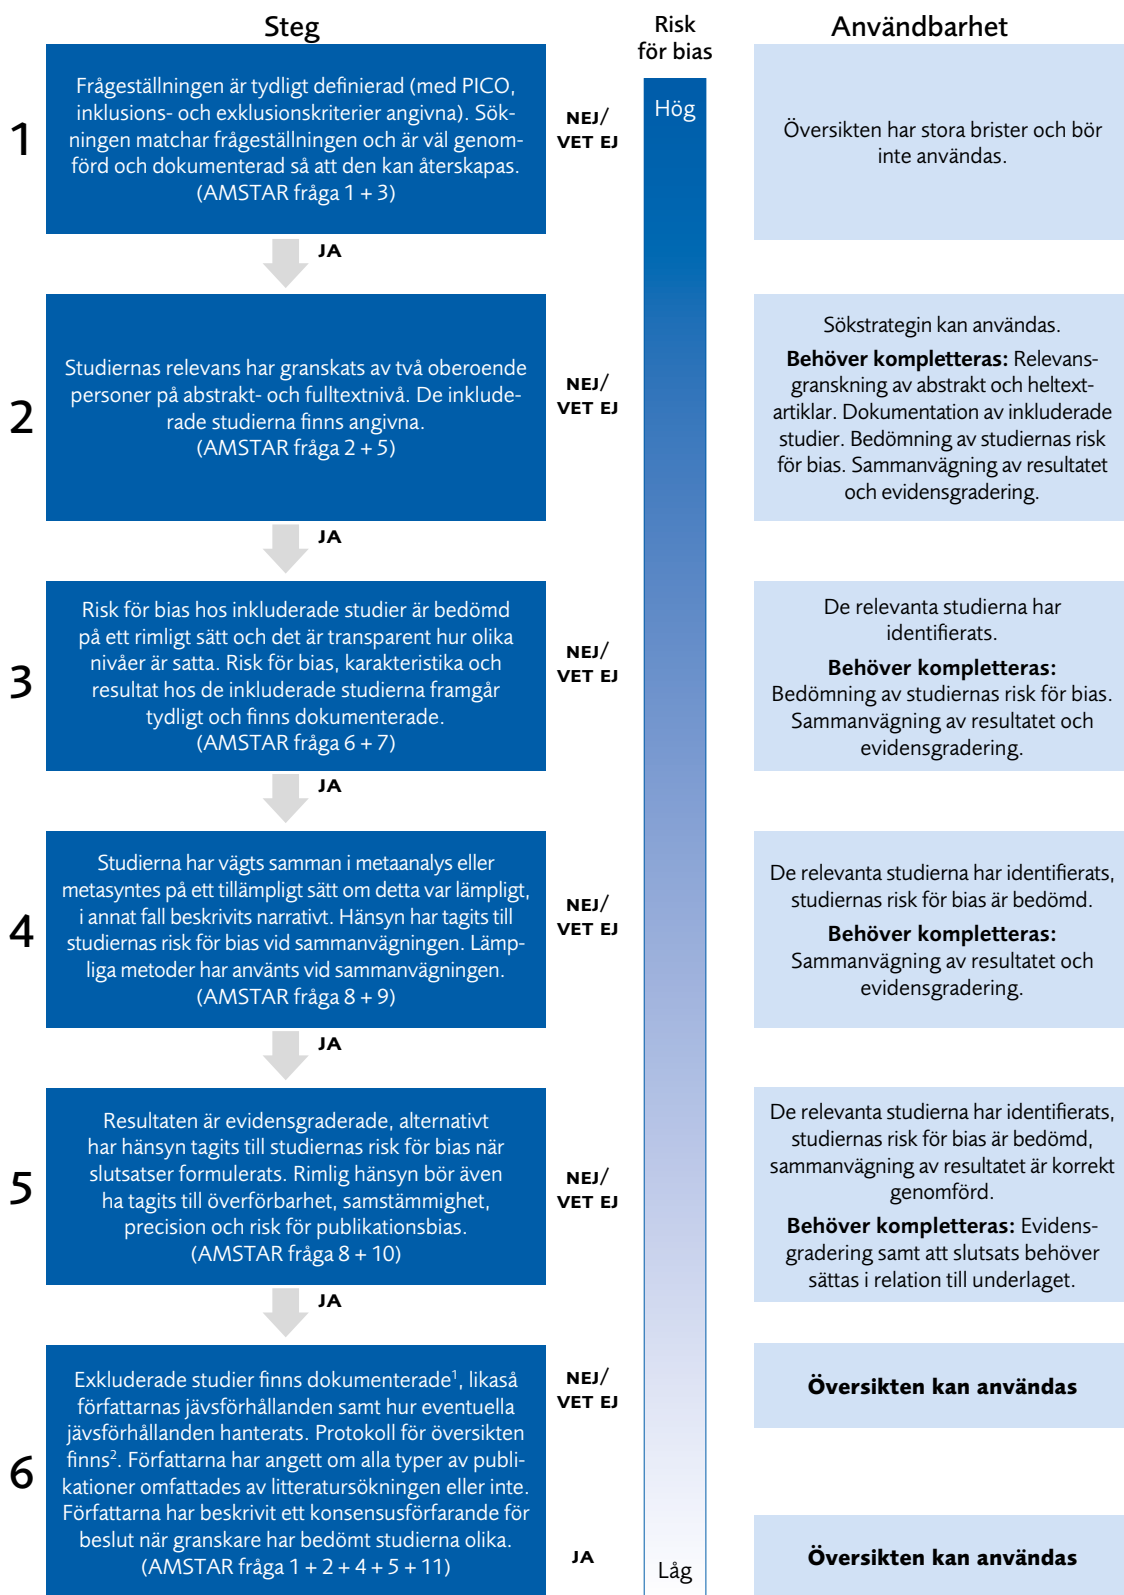 Steg
Risk
för bias
Användbarhet
1
Frågeställningen är tydligt definierad (med PICO,
inklusions- och exklusionskriterier angivna). Sök-
ningen matchar frågeställningen och är väl genom-
förd och dokumenterad så att den kan återskapas.
(AMSTAR fråga 1 + 3)
NEJ/
VET EJ
Hög
Översikten har stora brister och bör
inte användas.
JA
2
Studiernas relevans har granskats av två oberoende
personer på abstrakt- och fulltextnivå. De inklude-
rade studierna finns angivna.
(AMSTAR fråga 2 + 5)
NEJ/
VET EJ
Sökstrategin kan användas.
Behöver kompletteras: Relevans-
granskning av abstrakt och heltext-
artiklar. Dokumentation av inkluderade
studier. Bedömning av studiernas risk
för bias. Sammanvägning av resultatet
och evidensgradering.
JA
3
Risk för bias hos inkluderade studier är bedömd
på ett rimligt sätt och det är transparent hur olika
nivåer är satta. Risk för bias, karakteristika och
resultat hos de inkluderade studierna framgår
tydligt och finns dokumenterade.
(AMSTAR fråga 6 + 7)
NEJ/
VET EJ
De relevanta studierna har
identifierats.
Behöver kompletteras:
Bedömning av studiernas risk för bias.
Sammanvägning av resultatet och
evidensgradering.
JA
4
Studierna har vägts samman i metaanalys eller
metasyntes på ett tillämpligt sätt om detta var lämpligt,
i annat fall beskrivits narrativt. Hänsyn har tagits till
studiernas risk för bias vid sammanvägningen. Lämp-
liga metoder har använts vid sammanvägningen.
(AMSTAR fråga 8 + 9)
NEJ/
VET EJ
De relevanta studierna har identifierats,
studiernas risk för bias är bedömd.
Behöver kompletteras:
Sammanvägning av resultatet och
evidensgradering.
JA
5
Resultaten är evidensgraderade, alternativt
har hänsyn tagits till studiernas risk för bias när
slutsatser formulerats. Rimlig hänsyn bör även
ha tagits till överförbarhet, samstämmighet,
precision och risk för publikationsbias.
(AMSTAR fråga 8 + 10)
NEJ/
VET EJ
De relevanta studierna har identifierats,
studiernas risk för bias är bedömd,
sammanvägning av resultatet är korrekt
genomförd.
Behöver kompletteras: Evidens-
gradering samt att slutsats behöver
sättas i relation till underlaget.
JA
6
Exkluderade studier finns dokumenterade¹, likaså
författarnas jävsförhållanden samt hur eventuella
jävsförhållanden hanterats. Protokoll för översikten
finns². Författarna har angett om alla typer av publi-
kationer omfattades av litteratursökningen eller inte.
Författarna har beskrivit ett konsensusförfarande för
beslut när granskare har bedömt studierna olika.
(AMSTAR fråga 1 + 2 + 4 + 5 + 11)
NEJ/
VET EJ
Översikten kan användas
JA
Låg
Översikten kan användas